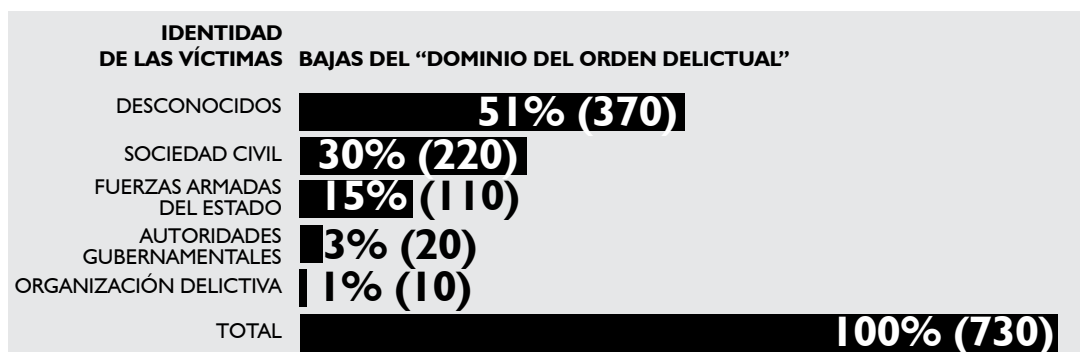 IDENTIDAD
DE LAS VÍCTIMAS BAJAS DEL “DOMINIO DEL ORDEN DELICTUAL”
DESCONOCIDOS 51% (370)
SOCIEDAD CIVIL 30% (220)
FUERZAS ARMADAS
DEL ESTADO 15% (110)
AUTORIDADES
GUBERNAMENTALES 3% (20)
ORGANIZACIÓN DELICTIVA 1% (10)
TOTAL 100% (730)